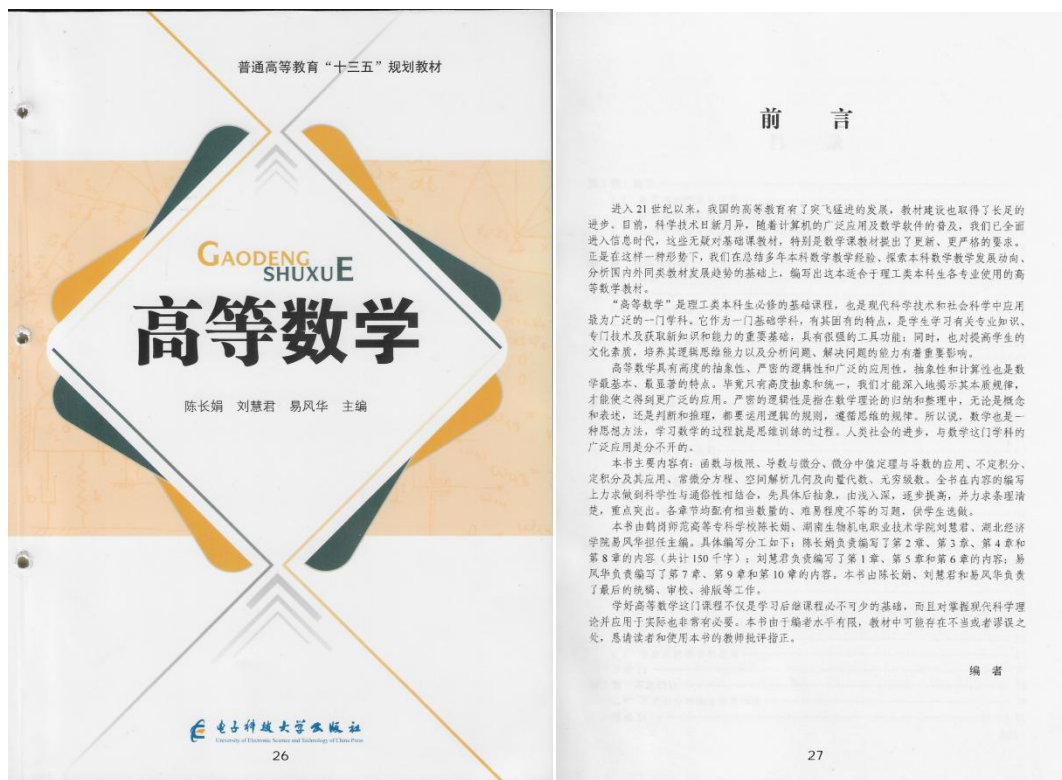 普通高等教育“十三五”规划教材
GAODENG
SHUXUE
高等数学
陈长娟 刘慧君 易风华 主编
电子科技大学出版社
University of Electronic Science and Technology of China Press
26
前 言
进入 21 世纪以来，我国的高等教育有了突飞猛进的发展，教材建设也取得了长足的
进步。目前，科学技术日新月异，随着计算机的广泛应用及数学软件的普及，我们已全面
进入信息时代，这些无疑对基础课教材，特别是数学课教材提出了更新、更严格的要求。
正是在这样一种形势下，我们在总结多年本科数学教学经验、探索本科数学教学发展动向、
分析国内外同类教材发展趋势的基础上，编写出这本适合于理工类本科生各专业使用的高
等数学教材。
“高等数学”是理工类本科生必修的基础课程，也是现代科学技术和社会科学中应用
最为广泛的一门学科。它作为一门基础学科，有其固有的特点，是学生学习有关专业知识、
专门技术及获取新知识和能力的重要基础，具有很强的工具功能；同时，也对提高学生的
文化素质，培养其逻辑思维能力以及分析问题、解决问题的能力有着重要影响。
高等数学具有高度的抽象性、严密的逻辑性和广泛的应用性，抽象性和计算性也是数
学最基本、最显著的特点。毕竟只有高度抽象和统一，我们才能深入地揭示其本质规律，
才能使之得到更广泛的应用。严密的逻辑性是指在数学理论的归纳和整理中，无论是概念
和表述，还是判断和推理，都要运用逻辑的规则，遵循思维的规律。所以说，数学也是一
种思想方法，学习数学的过程就是思维训练的过程。人类社会的进步，与数学这门学科的
广泛应用是分不开的。
本书主要内容有：函数与极限、导数与微分、微分中值定理与导数的应用、不定积分、
定积分及其应用、常微分方程、空间解析几何及向量代数、无穷级数。全书在内容的编写
上力求做到科学性与通俗性相结合，先具体后抽象，由浅入深，逐步提高，并力求条理清
楚，重点突出。各章节均配有相当数量的、难易程度不等的习题，供学生选做。
本书由鹤岗师范高等专科学校陈长娟、湖南生物机电职业技术学院刘慧君、湖北经济
学院易风华担任主编。具体编写分工如下：陈长娟负责编写了第 2 章、第 3 章、第 4 章和
第 8 章的内容（共计 150 千字）；刘慧君负责编写了第 1 章、第 5 章和第 6 章的内容；易
风华负责编写了第 7 章、第 9 章和第 10 章的内容。本书由陈长娟、刘慧君和易风华负责
了最后的统稿、审校、排版等工作。
学好高等数学这门课程不仅是学习后继课程必不可少的基础，而且对掌握现代科学理
论并应用于实际也非常有必要。本书由于编者水平有限，教材中可能存在不当或者谬误之
处，恳请读者和使用本书的教师批评指正。
编 者
27